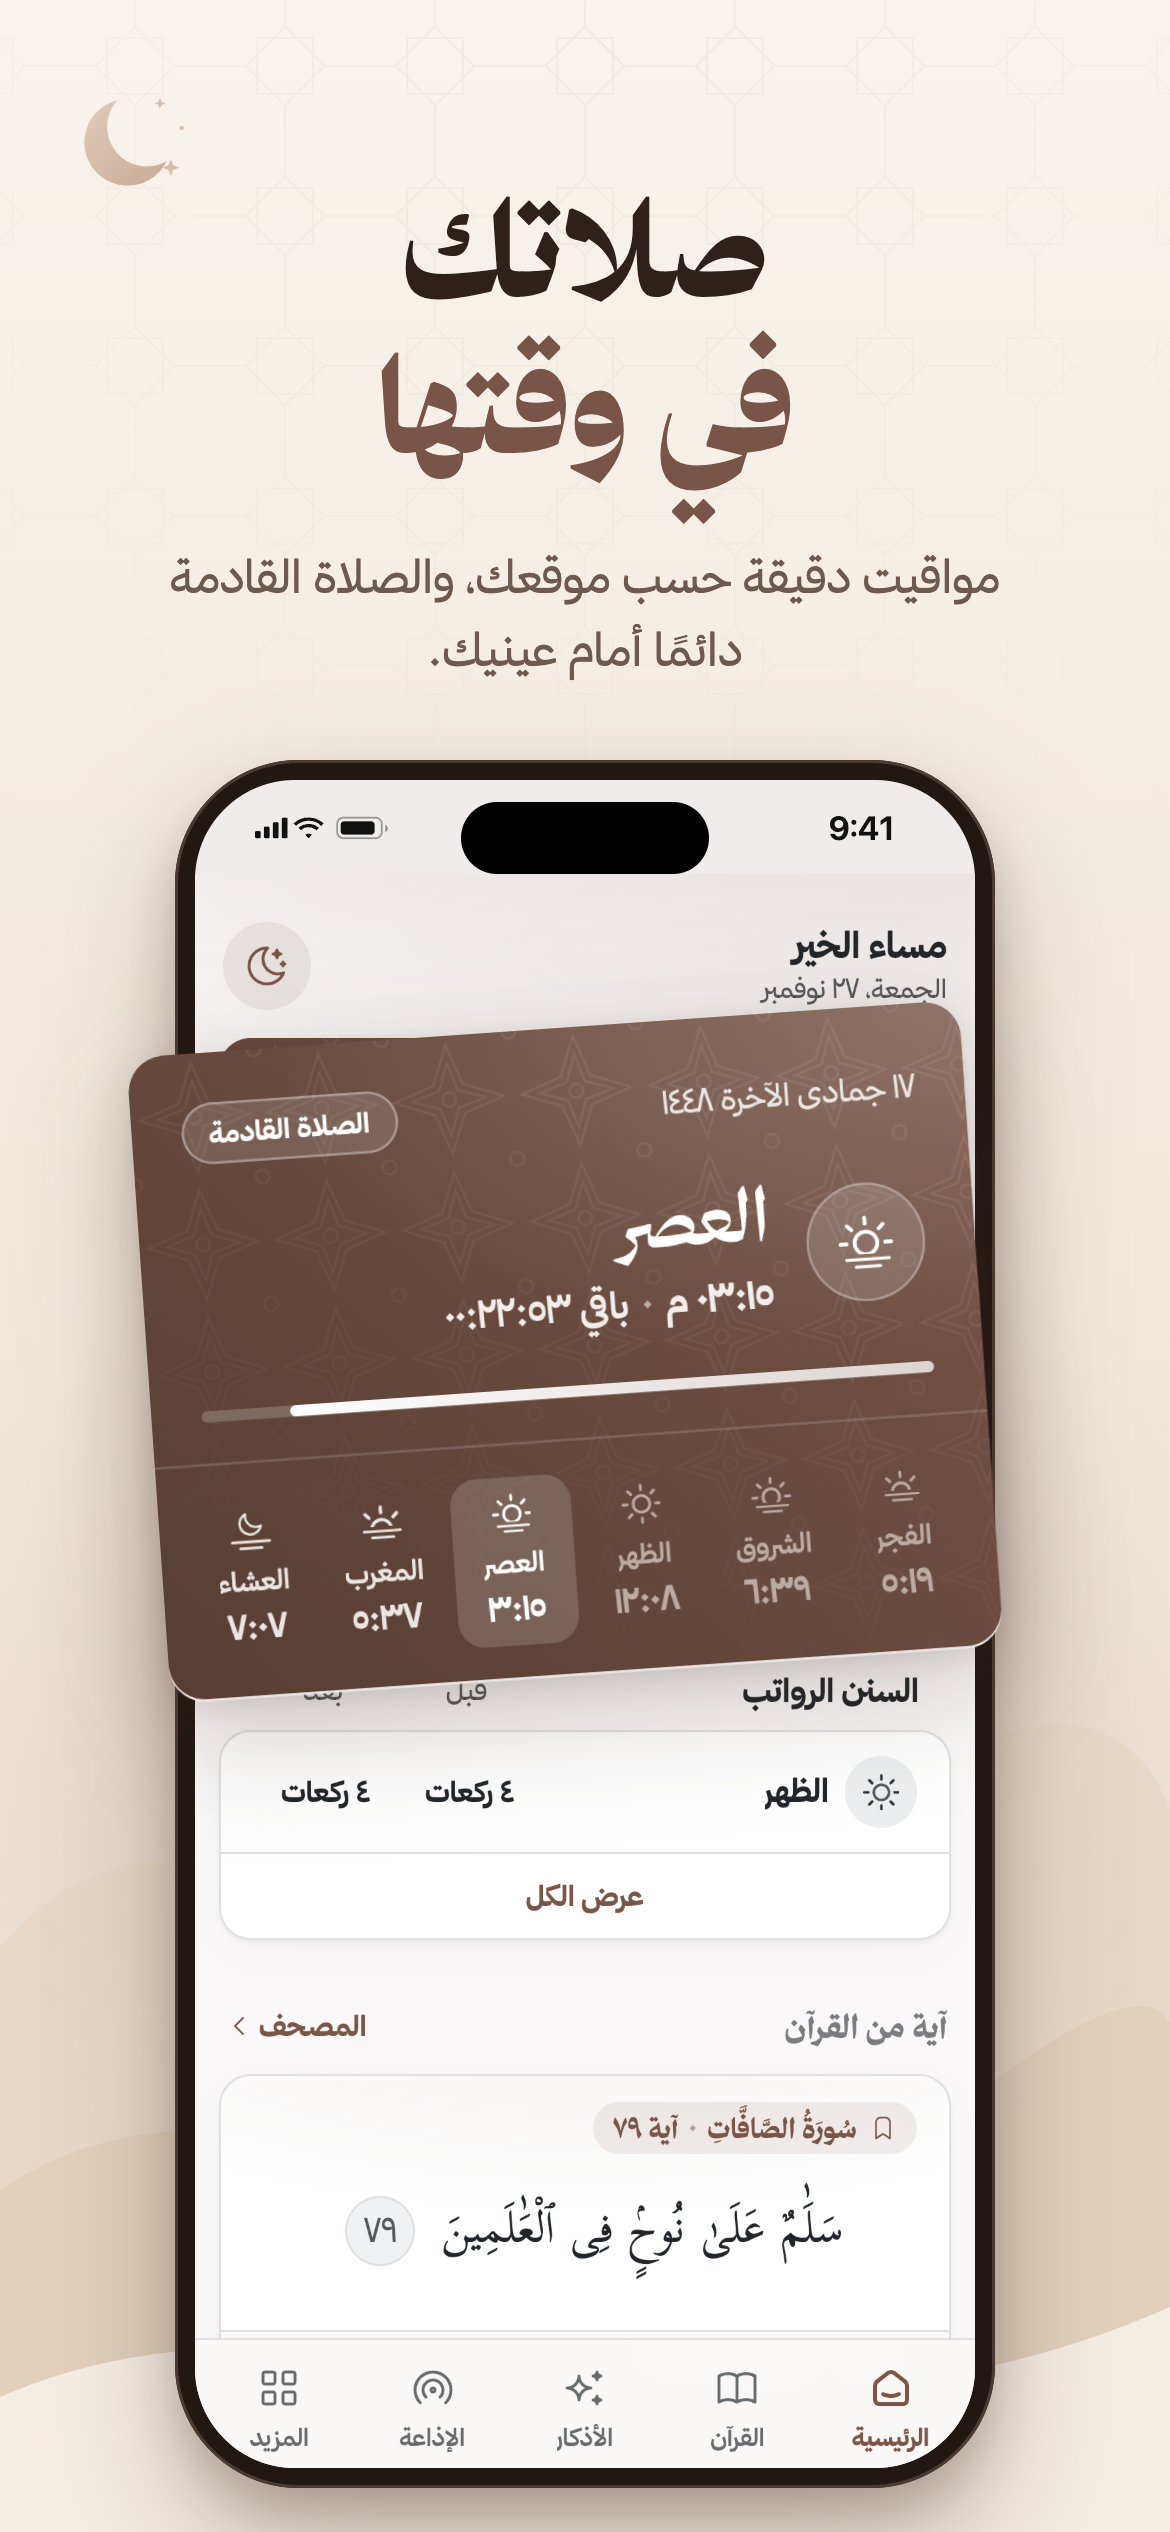 صلاتك
في وقتها
مواقيت دقيقة حسب موقعك، والصلاة القادمة
دائمًا أمام عينيك.
9:41
مساء الخير
الجمعة، ٢٧ نوفمبر
١٧ جمادى الآخرة ١٤٤٨
الصلاة القادمة
العصر
٠٣:١٥ م · باقي ٠٠:٢٢:٥٣
الفجر الشروق الظهر العصر المغرب العشاء
٥:١٩ ٦:٣٩ ١٢:٠٨ ٣:١٥ ٥:٣٧ ٧:٠٧
السنن الرواتب قبل بعد
الظهر ٤ ركعات ٤ ركعات
عرض الكل
آية من القرآن المصحف
سُورَةُ الصَّافَّاتِ · آية ٧٩
سَلَٰمٌ عَلَىٰ نُوحٍۢ فِى ٱلْعَٰلَمِينَ ٧٩
الرئيسية القرآن الأذكار الإذاعة المزيد